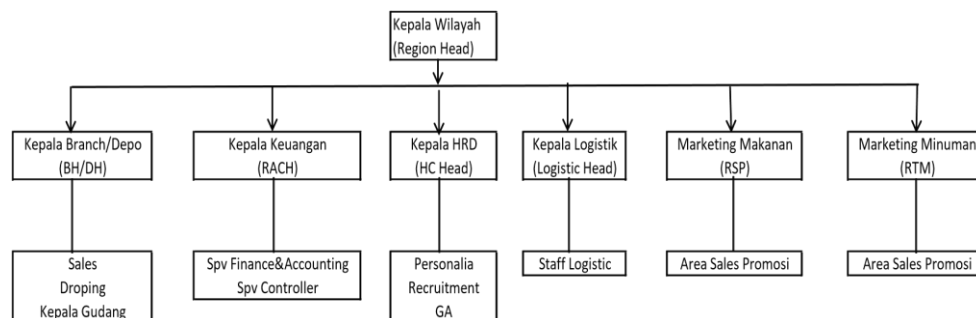 Kepala Wilayah
(Region Head)
Kepala Branch/Depo
(BH/DH)
Kepala Keuangan
(RACH)
Kepala HRD
(HC Head)
Kepala Logistik
(Logistic Head)
Marketing Makanan
(RSP)
Marketing Minuman
(RTM)
Sales
Droping
Kepala Gudang
Spv Finance&Accounting
Spv Controller
Personalia
Recruitment
GA
Staff Logistic
Area Sales Promosi
Area Sales Promosi